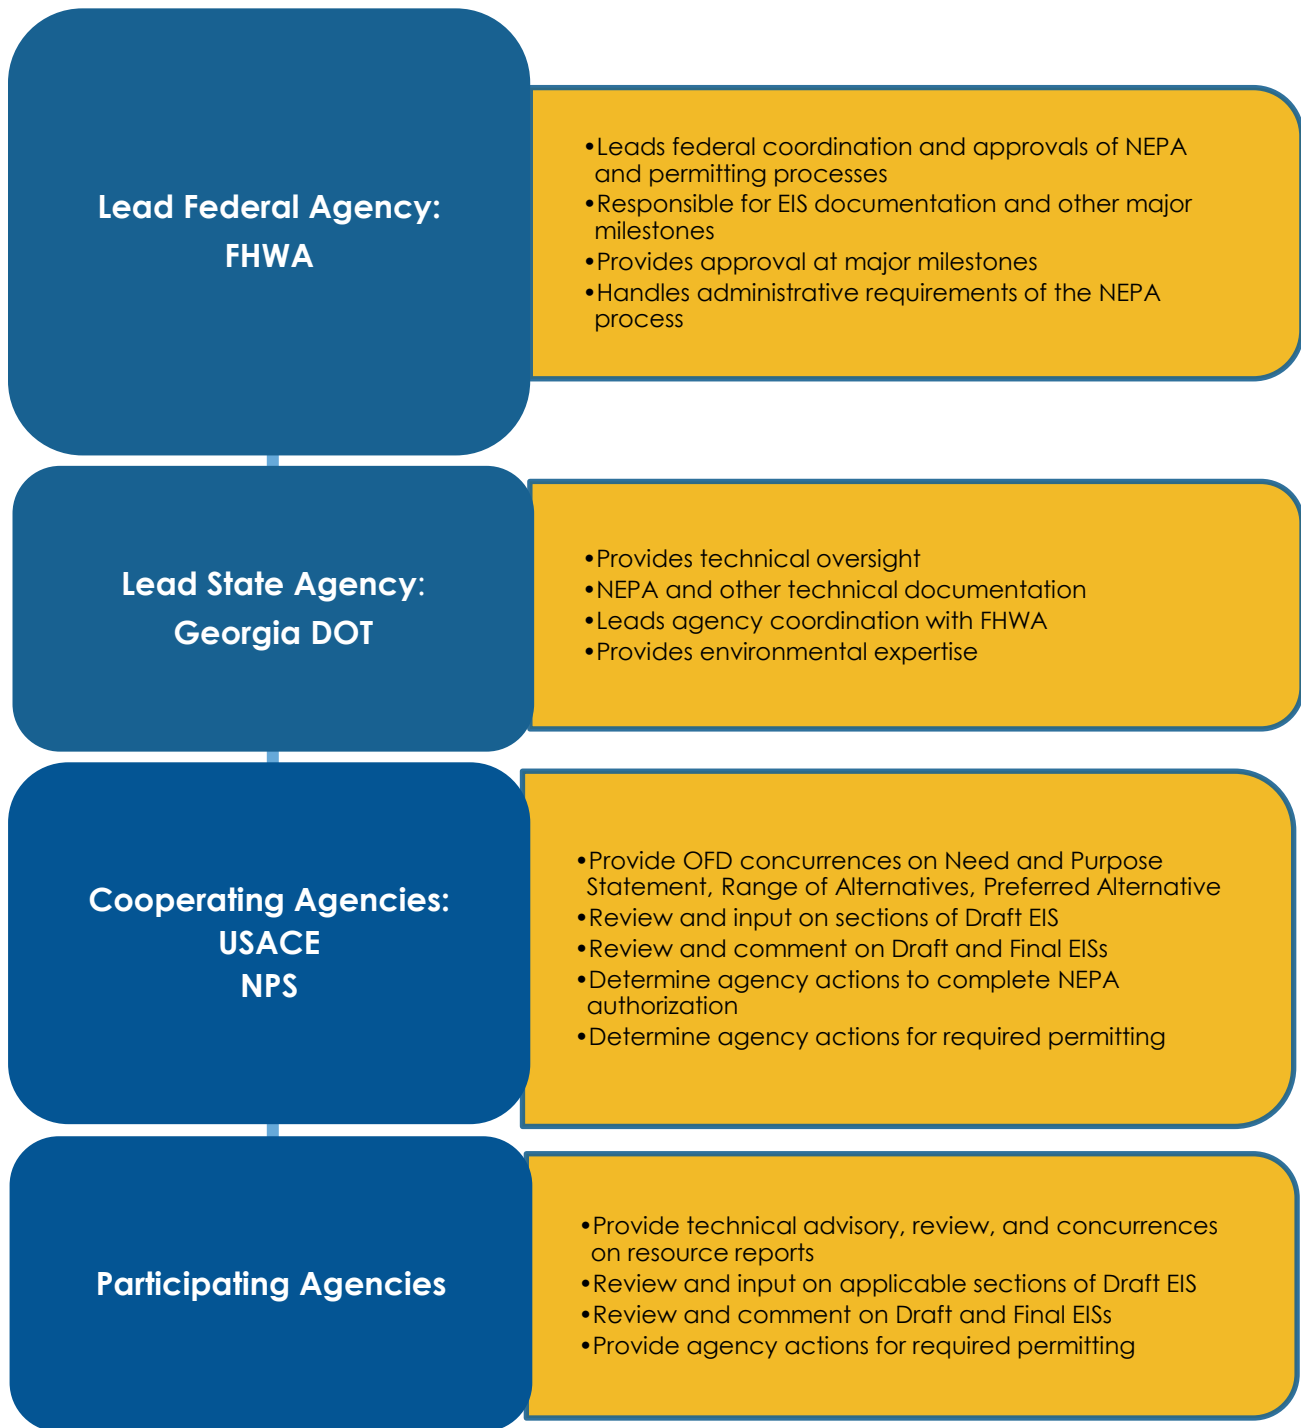 Lead Federal Agency:
FHWA
•Leads federal coordination and approvals of NEPA
and permitting processes
•Responsible for EIS documentation and other major
milestones
•Provides approval at major milestones
•Handles administrative requirements of the NEPA
process
Lead State Agency:
Georgia DOT
•Provides technical oversight
•NEPA and other technical documentation
•Leads agency coordination with FHWA
•Provides environmental expertise
Cooperating Agencies:
USACE
NPS
•Provide OFD concurrences on Need and Purpose
Statement, Range of Alternatives, Preferred Alternative
•Review and input on sections of Draft EIS
•Review and comment on Draft and Final EISs
•Determine agency actions to complete NEPA
authorization
•Determine agency actions for required permitting
Participating Agencies
•Provide technical advisory, review, and concurrences
on resource reports
•Review and input on applicable sections of Draft EIS
•Review and comment on Draft and Final EISs
•Provide agency actions for required permitting